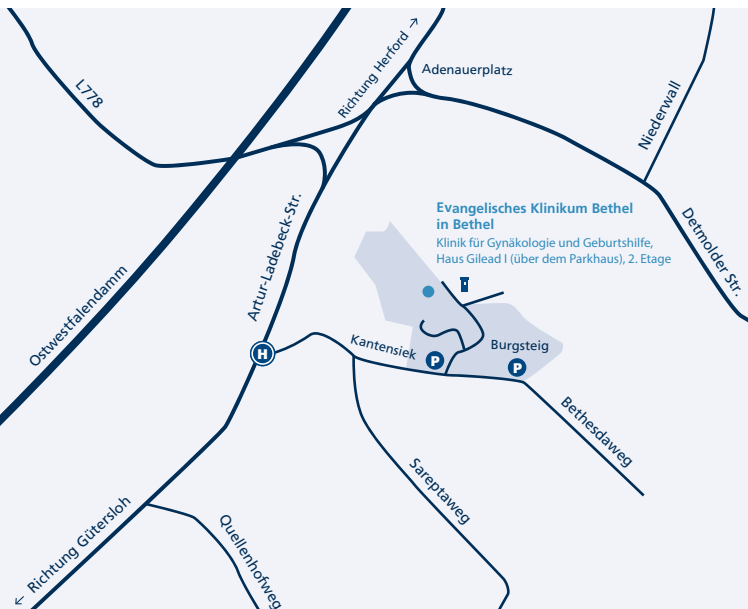 Richtung Herford →
Adenauerplatz
L778
Niederwall
Evangelisches Klinikum Bethel
in Bethel
Klinik für Gynäkologie und Geburtshilfe,
Haus Gilead I (über dem Parkhaus), 2. Etage
Detmolder Str.
Artur-Ladebeck-Str.
Ostwestfalendamm
H
Kantensiek
P
Burgsteig
P
Bethesdaweg
Sareptaweg
← Richtung Gütersloh
Quellenhofweg